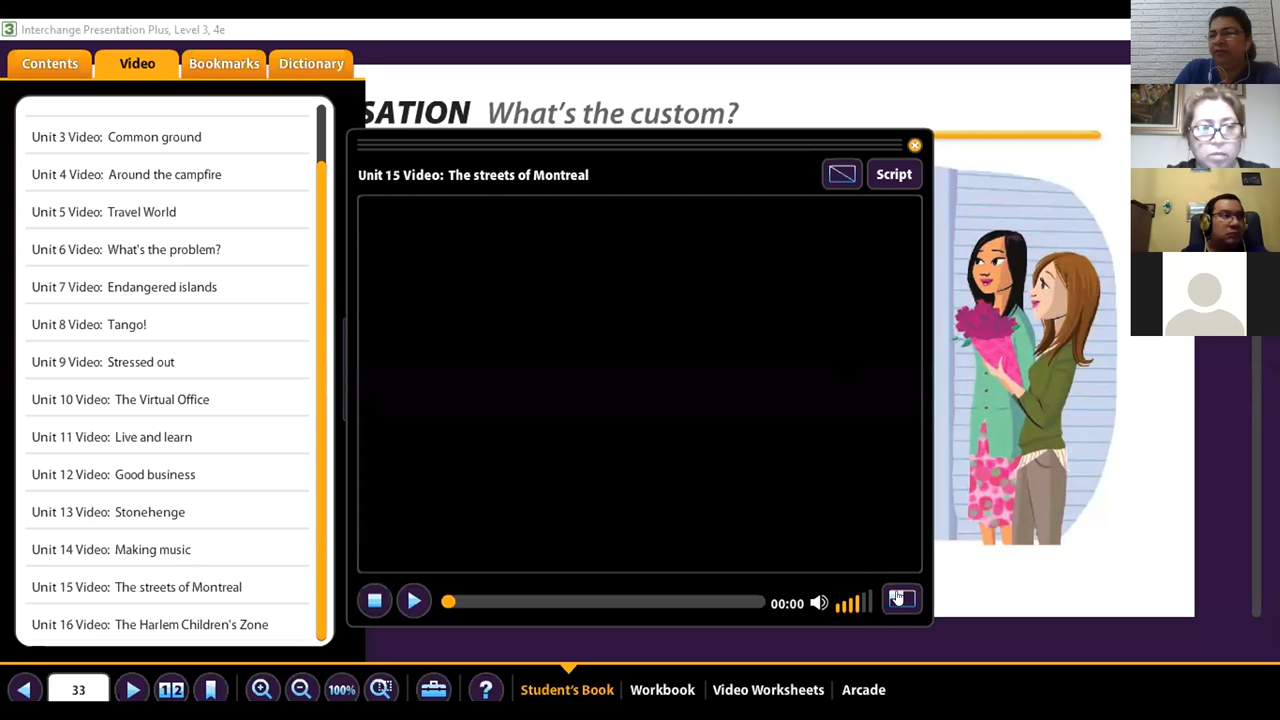 3 Interchange Presentation Plus, Level 3, 4e
Contents Video Bookmarks Dictionary
SATION What's the custom?
Unit 3 Video: Common ground
Unit 4 Video: Around the campfire
Unit 5 Video: Travel World
Unit 6 Video: What's the problem?
Unit 7 Video: Endangered islands
Unit 8 Video: Tango!
Unit 9 Video: Stressed out
Unit 10 Video: The Virtual Office
Unit 11 Video: Live and learn
Unit 12 Video: Good business
Unit 13 Video: Stonehenge
Unit 14 Video: Making music
Unit 15 Video: The streets of Montreal
Unit 16 Video: The Harlem Children's Zone
Unit 15 Video: The streets of Montreal
Script
00:00
33
12
100%
?
Student's Book Workbook Video Worksheets Arcade